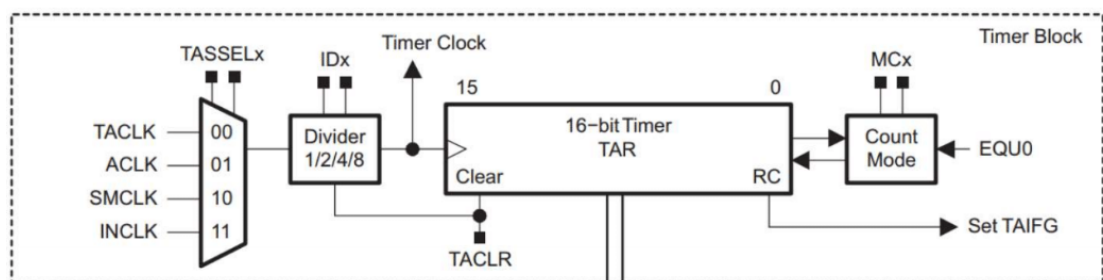 Timer Block
Timer Clock
TASSELx
IDx
MCx
15
0
TACLK
ACLK
SMCLK
INCLK
00
01
10
11
Divider
1/2/4/8
16−bit Timer
TAR
Clear
RC
Count
Mode
EQU0
Set TAIFG
TACLR